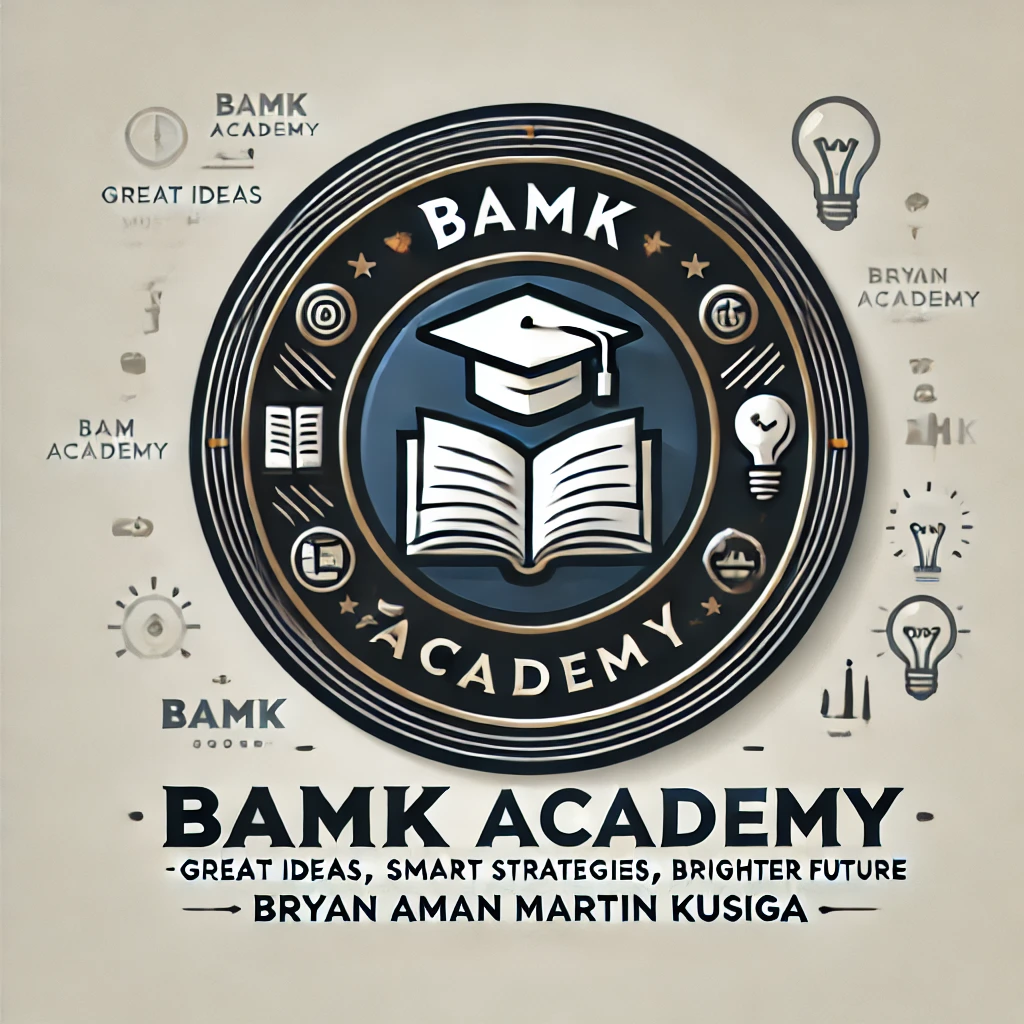 BAMK
ACADEMY
GREAT IDEAS
BRYAN
ACADEMY
BAM
ACADEMY
BAMK
BAMK
ACADEMY
BAMK ACADEMY
-GREAT IDEAS, SMART STRATEGIES, BRIGHTER FUTURE
BRYAN AMAN MARTIN KUSIGA